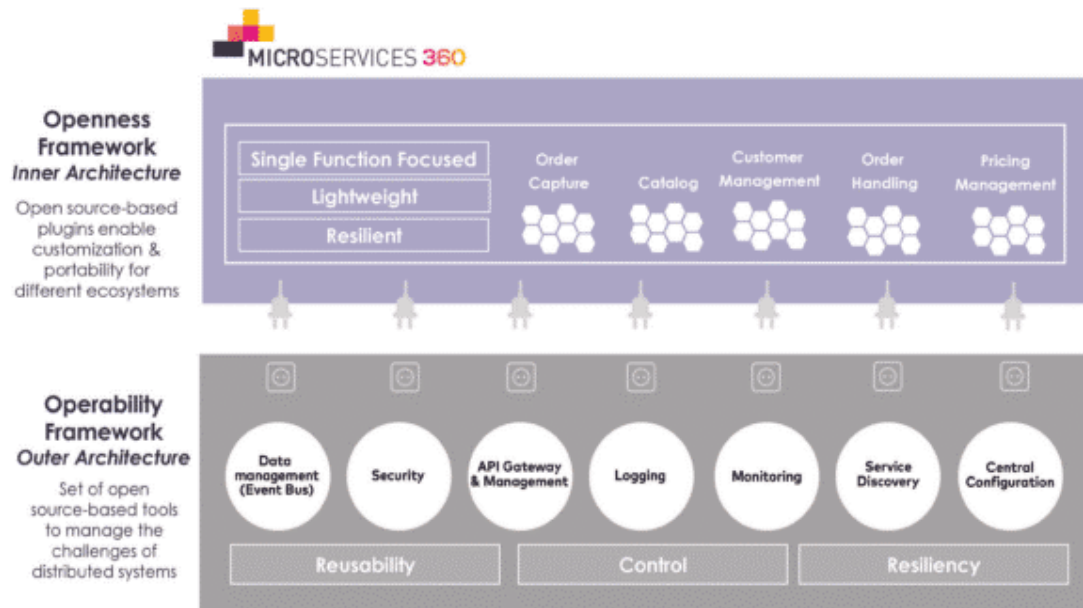 MICROSERVICES 360
Openness
Framework
Inner Architecture
Open source-based
plugins enable
customization &
portability for
different ecosystems
Single Function Focused
Lightweight
Resilient
Order
Capture
Catalog
Customer
Management
Order
Handling
Pricing
Management
Operability
Framework
Outer Architecture
Set of open
source-based tools
to manage the
challenges of
distributed systems
Data
management
(Event Bus)
Security
API Gateway
& Management
Logging
Monitoring
Service
Discovery
Central
Configuration
Reusability
Control
Resiliency